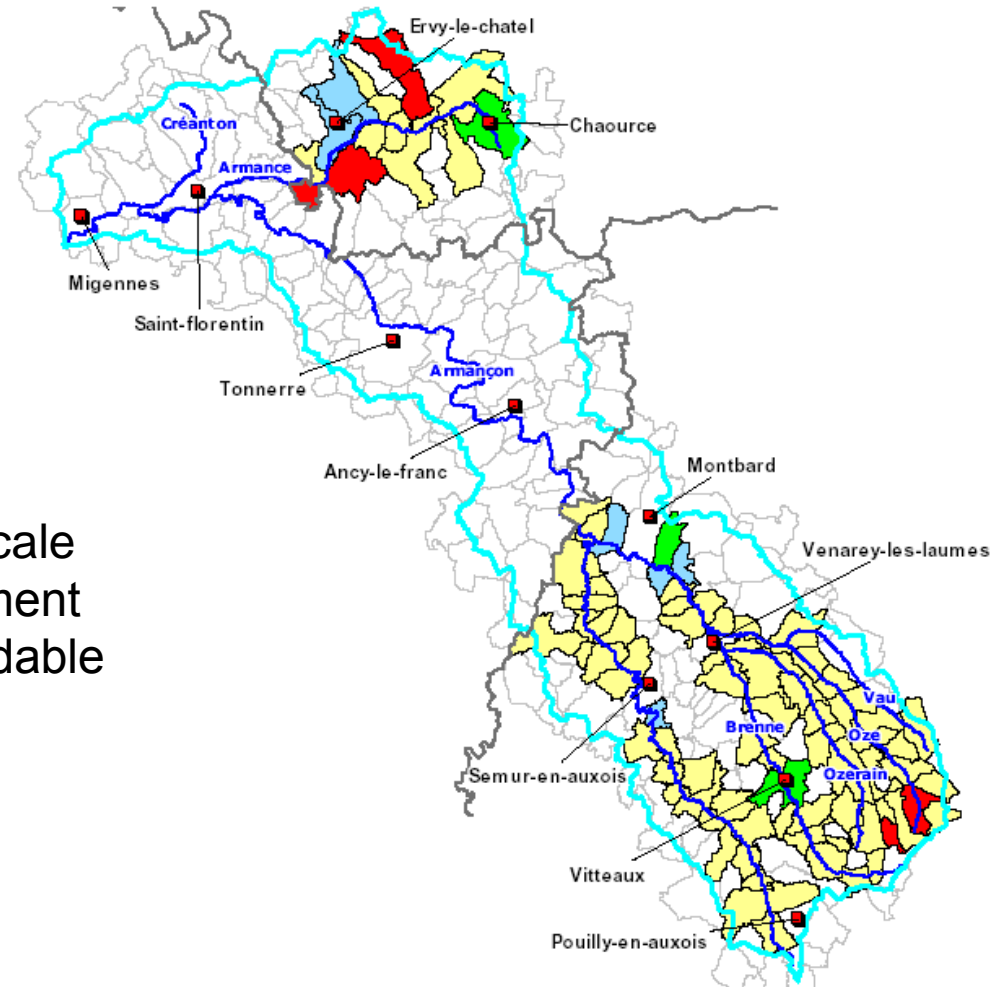 Ervy-le-chatel
Créanton
Chaource
Armance
Migennes
Saint-florentin
Tonnerre
Armançon
Ancy-le-franc
Montbard
cale
ment
dable
Venarey-les-laumes
Vau
Brenne
Oze
Semur-en-auxois
Ozerain
Vitteaux
Pouilly-en-auxois